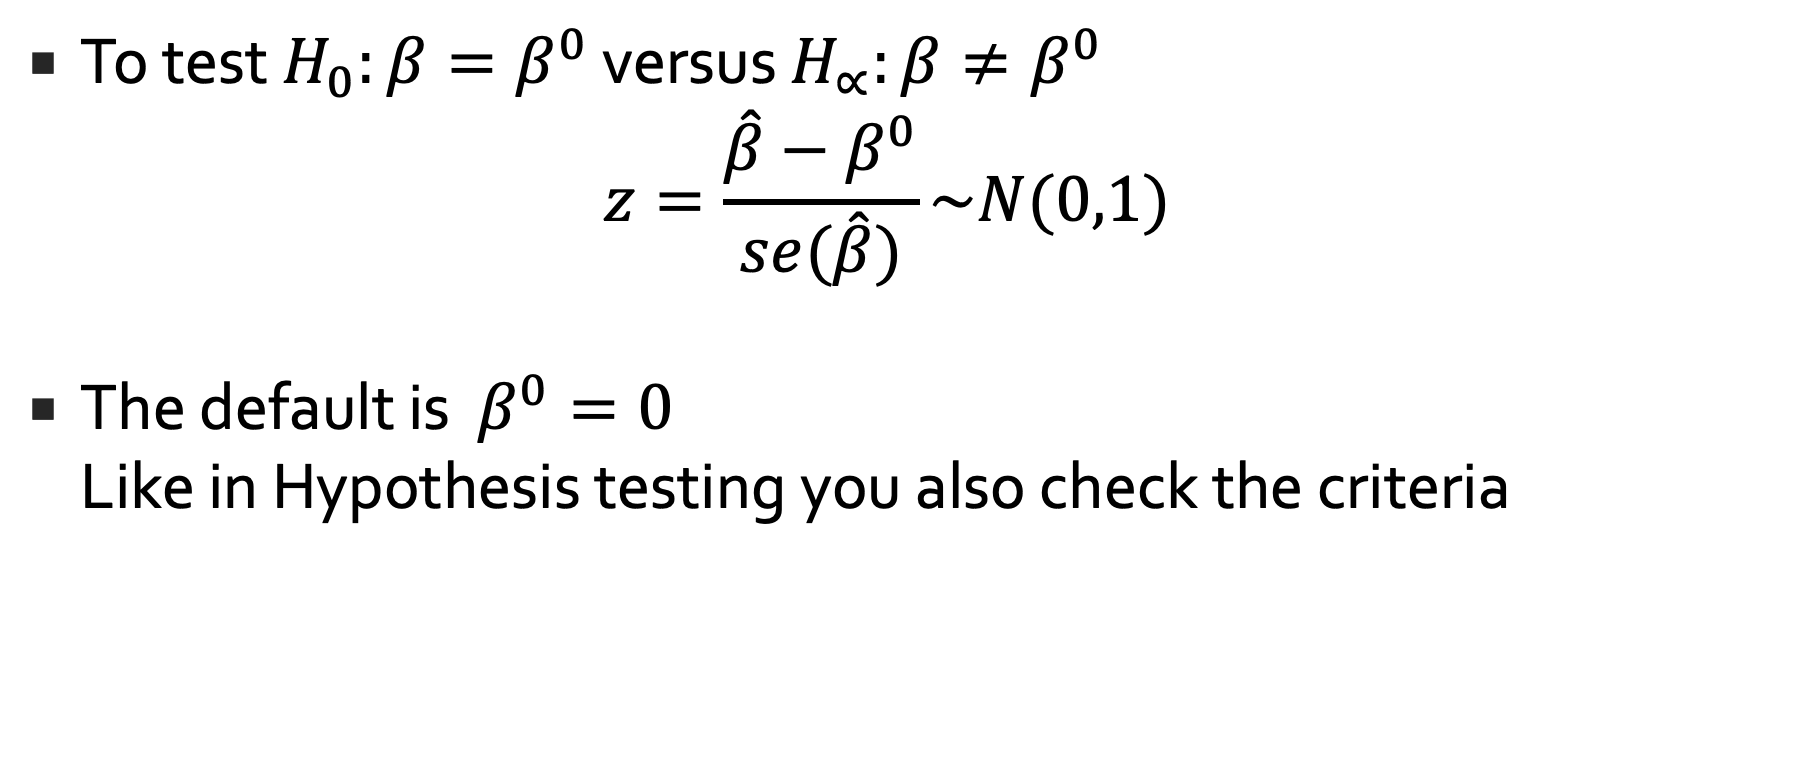 ▪ To test H₀: β = β⁰ versus H∝: β ≠ β⁰
z = (β̂ − β⁰) / se(β̂) ~N(0,1)
▪ The default is β⁰ = 0
Like in Hypothesis testing you also check the criteria